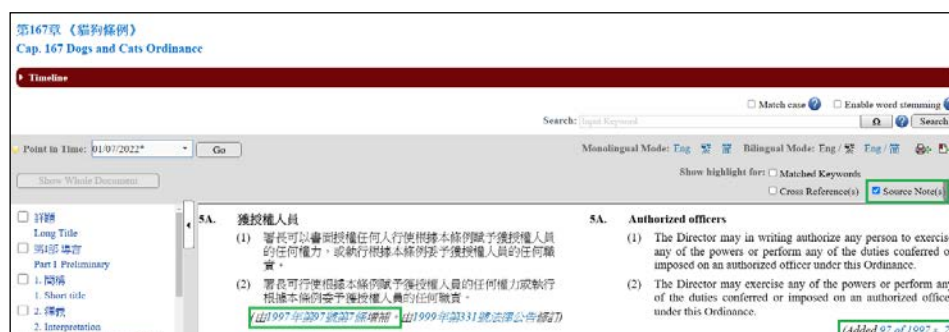 第167章 《貓狗條例》
Cap. 167 Dogs and Cats Ordinance
Timeline
Match case Enable word stemming
Search: Input Keyword Ω Search
Point in Time: 01/07/2022* Go Monolingual Mode: Eng 繁 简 Bilingual Mode: Eng / 繁 Eng / 简
Show Whole Document Show highlight for: Matched Keywords
Cross Reference(s) Source Note(s)
詳題
Long Title
第1部 導言
Part 1 Preliminary
1. 簡稱
1. Short title
2. 釋義
2. Interpretation
5A. 獲授權人員
(1) 署長可以書面授權任何人行使根據本條例賦予獲授權人員
的任何權力，或執行根據本條例委予獲授權人員的任何職
責。
(2) 署長可行使根據本條例賦予獲授權人員的任何權力或執行
根據本條例委予獲授權人員的任何職責。
(由1997年第97號第7條增補。由1999年第331號法律公告修訂)
5A. Authorized officers
(1) The Director may in writing authorize any person to exercise
any of the powers or perform any of the duties conferred o
imposed on an authorized officer under this Ordinance.
(2) The Director may exercise any of the powers or perform any
of the duties conferred or imposed on an authorized office
under this Ordinance.
(Added 97 of 1997 s. 7